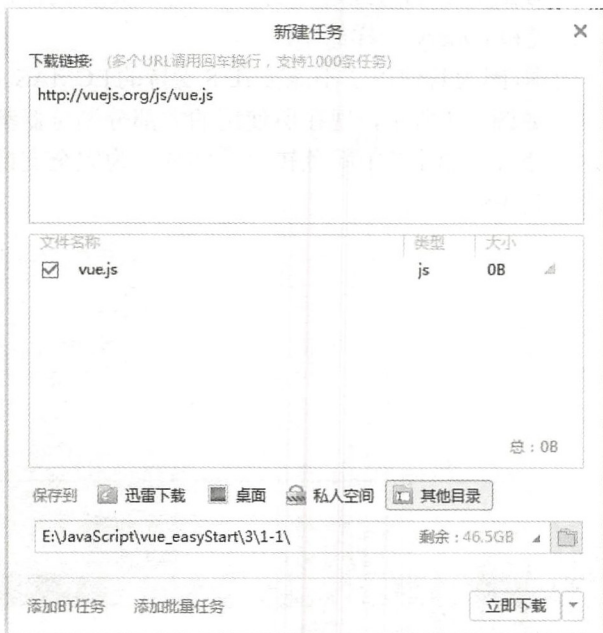 新建任务
下载链接: (多个URL请用回车换行，支持1000条任务)
http://vuejs.org/js/vue.js
文件名称 类型 大小
vue.js js 0B
总：0B
保存到 迅雷下载 桌面 私人空间 其他目录
E:\JavaScript\vue_easyStart\3\1-1\ 剩余：46.5GB
添加BT任务 添加批量任务 立即下载